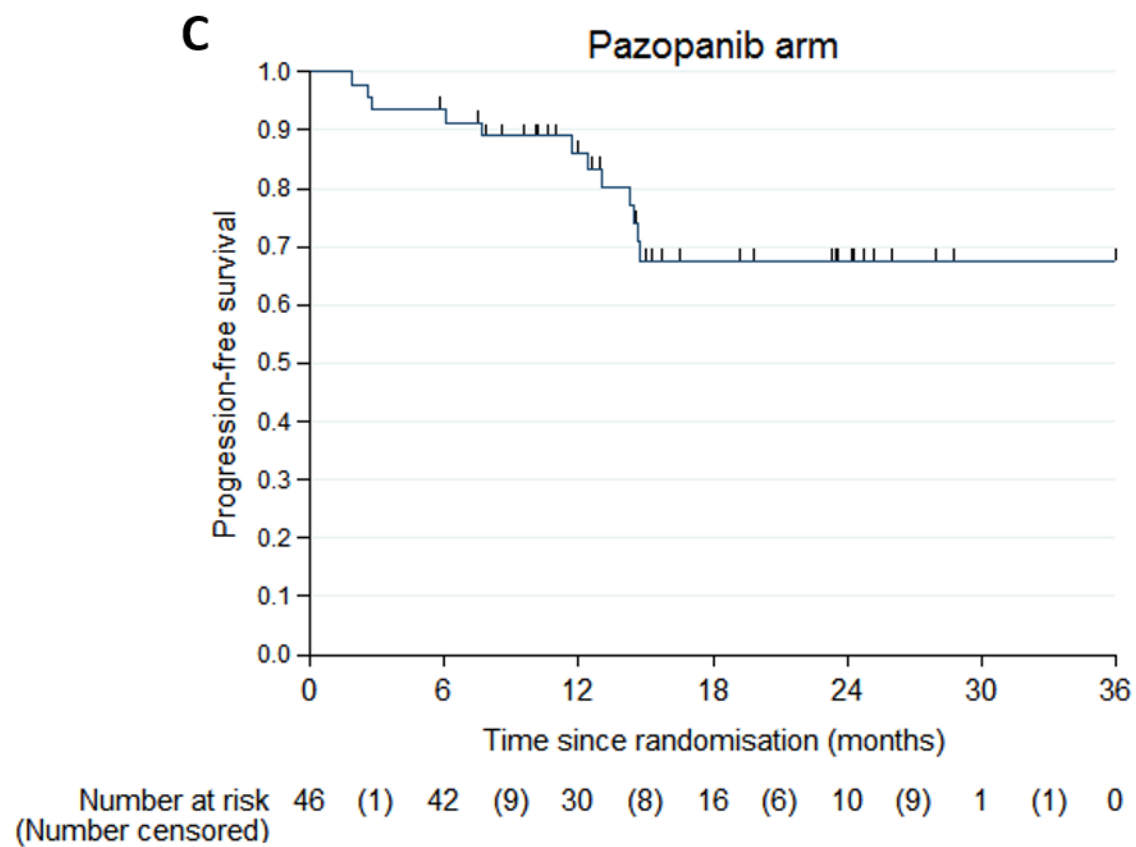 C
Pazopanib arm
Progression-free survival
1.0
0.9
0.8
0.7
0.6
0.5
0.4
0.3
0.2
0.1
0.0
0 6 12 18 24 30 36
Time since randomisation (months)
Number at risk 46 (1) 42 (9) 30 (8) 16 (6) 10 (9) 1 (1) 0
(Number censored)